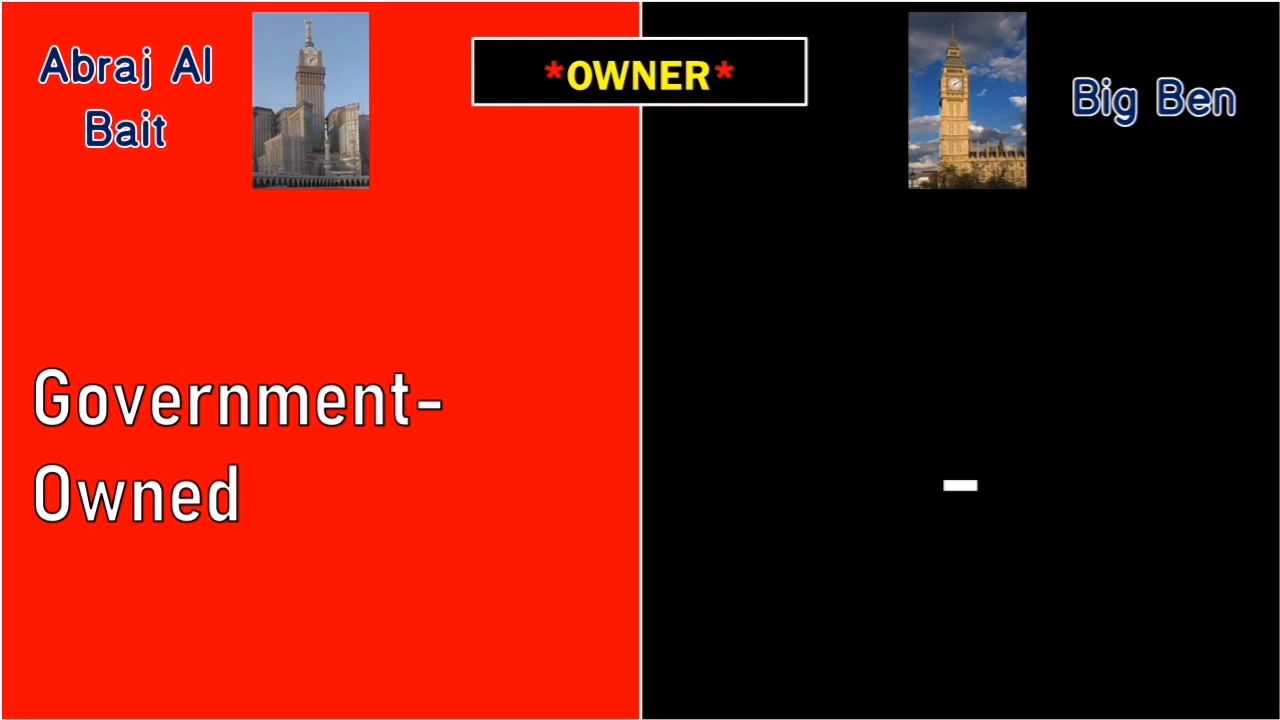 Abraj Al
Bait
*OWNER*
Big Ben
Government-
Owned
-